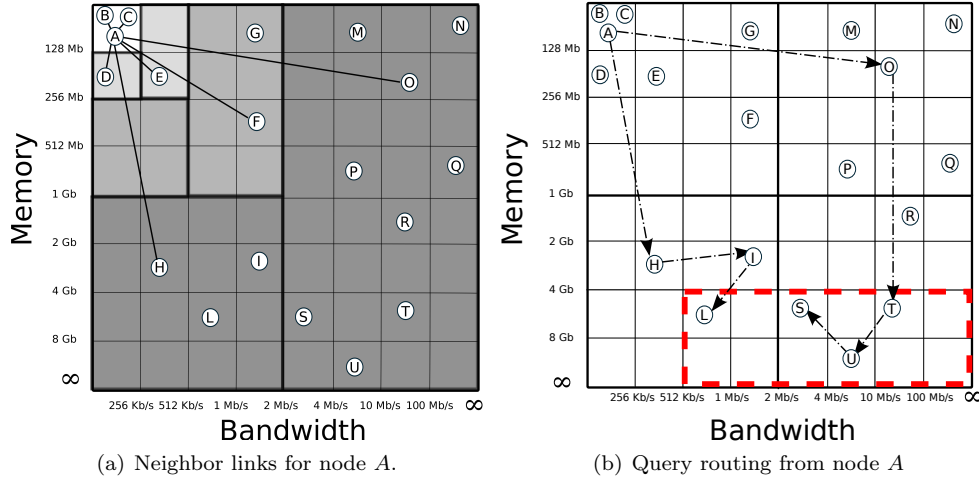 B C
A
G
M
N
128 Mb
D
E
O
256 Mb
F
512 Mb
P
Q
1 Gb
R
2 Gb
H
I
4 Gb
L
S
T
8 Gb
U
∞
Memory
256 Kb/s 512 Kb/s 1 Mb/s 2 Mb/s 4 Mb/s 10 Mb/s 100 Mb/s ∞
Bandwidth
(a) Neighbor links for node A.
B C
A
G
M
N
128 Mb
D
E
O
256 Mb
F
512 Mb
P
Q
1 Gb
R
2 Gb
H
I
4 Gb
L
S
T
8 Gb
U
∞
Memory
256 Kb/s 512 Kb/s 1 Mb/s 2 Mb/s 4 Mb/s 10 Mb/s 100 Mb/s ∞
Bandwidth
(b) Query routing from node A